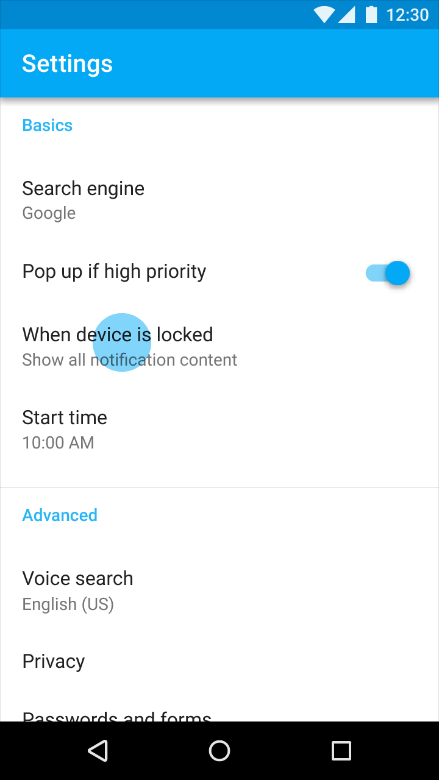 12:30
Settings
Basics
Search engine
Google
Pop up if high priority
When device is locked
Show all notification content
Start time
10:00 AM
Advanced
Voice search
English (US)
Privacy
Passwords and forms